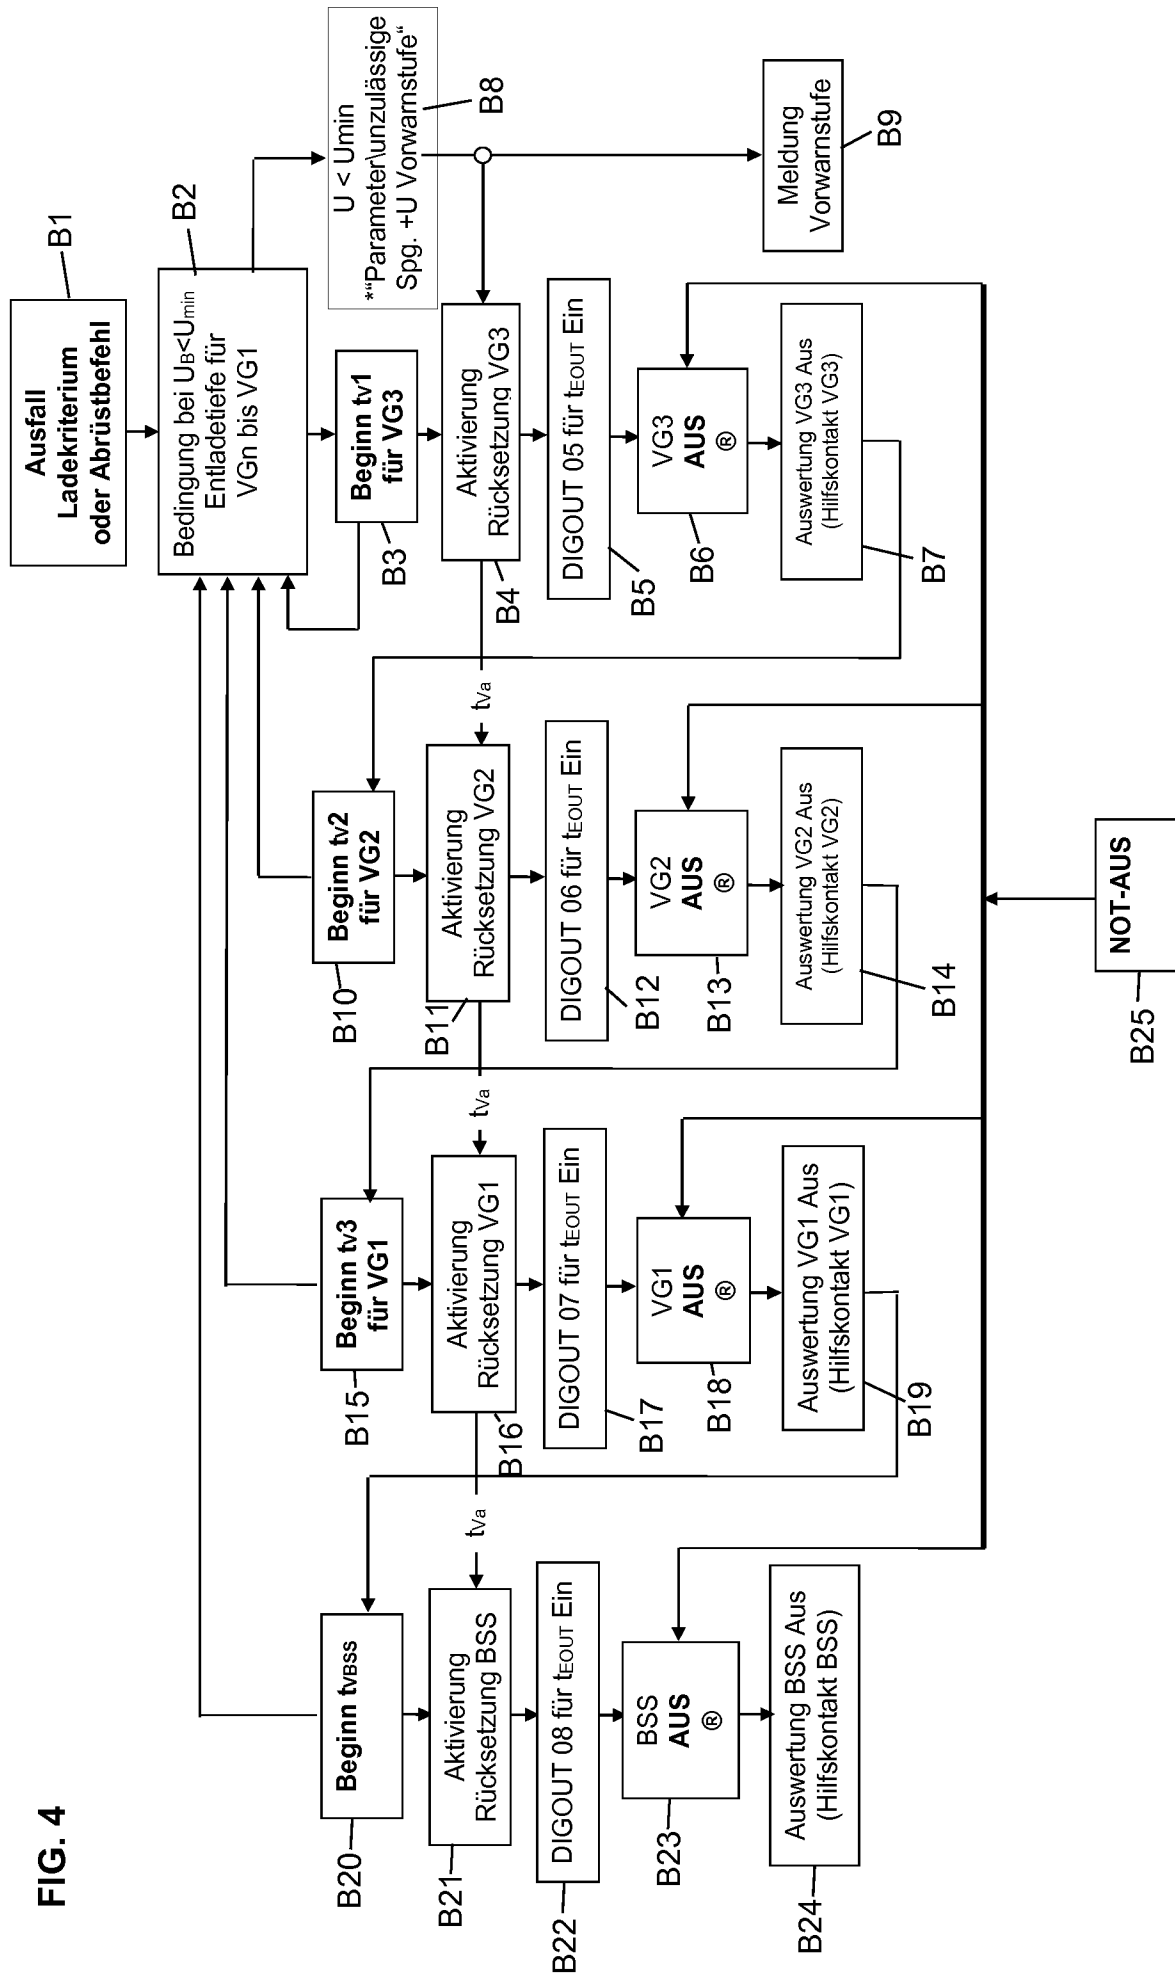 FIG. 4
Ausfall
Ladekriterium
oder Abrüstbefehl
B1
Bedingung bei UB<Umin
Entladetiefe für
VGn bis VG1
B2
U < Umin
*“Parameter\unzulässige
Spg. +U Vorwarnstufe“
B8
Meldung
Vorwarnstufe
B9
Beginn tv1
für VG3
B3
Aktivierung
Rücksetzung VG3
B4
DIGOUT 05 für tEOUT Ein
B5
VG3
AUS
®
B6
Auswertung VG3 Aus
(Hilfskontakt VG3)
B7
tVa
Beginn tv2
für VG2
B10
Aktivierung
Rücksetzung VG2
B11
DIGOUT 06 für tEOUT Ein
B12
VG2
AUS
®
B13
Auswertung VG2 Aus
(Hilfskontakt VG2)
B14
tVa
Beginn tv3
für VG1
B15
Aktivierung
Rücksetzung VG1
B16
DIGOUT 07 für tEOUT Ein
B17
VG1
AUS
®
B18
Auswertung VG1 Aus
(Hilfskontakt VG1)
B19
tVa
Beginn tVBSS
B20
Aktivierung
Rücksetzung BSS
B21
DIGOUT 08 für tEOUT Ein
B22
BSS
AUS
®
B23
Auswertung BSS Aus
(Hilfskontakt BSS)
B24
NOT-AUS
B25